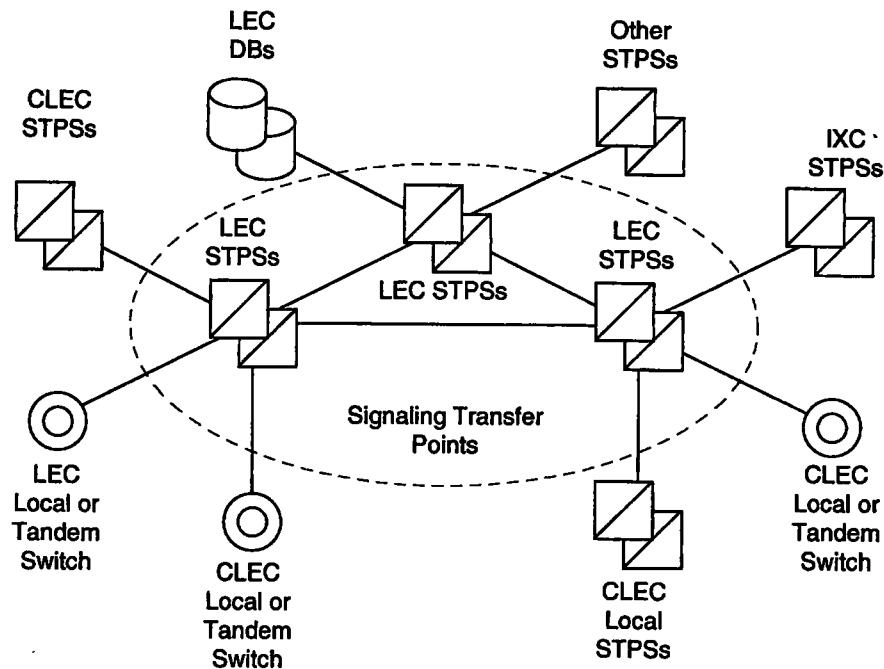 LEC
DBs
Other
STPSs
CLEC
STPSs
IXC
STPSs
LEC
STPSs
LEC
STPSs
LEC STPSs
Signaling Transfer
Points
LEC
Local or
Tandem
Switch
CLEC
Local or
Tandem
Switch
CLEC
Local
STPSs
CLEC
Local or
Tandem
Switch